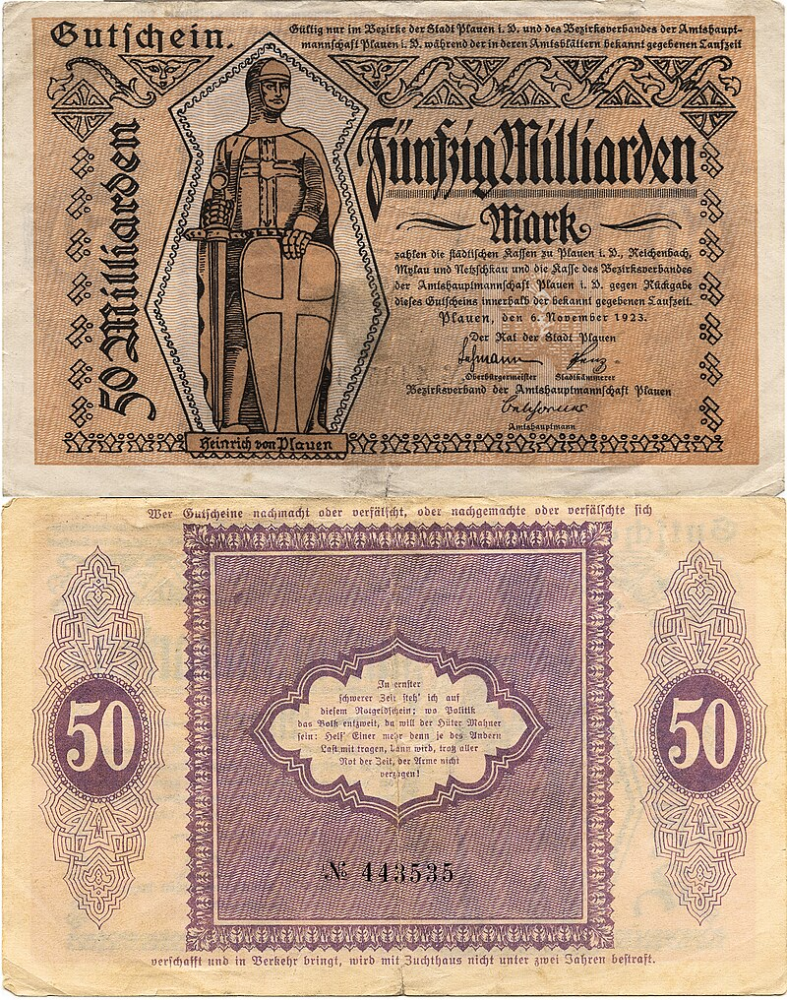 Gutschein.
Gültig nur im Bezirke der Stadt Plauen i. V. und des Bezirksverbandes der Amtshaupt-
mannschaft Plauen i. V. während der in deren Amtsblättern bekannt gegebenen Laufzeit
50 Milliarden
Fünfzig Milliarden
Mark
zahlen die städtischen Kassen zu Plauen i. V., Reichenbach,
Mylau und Netzschkau und die Kasse des Bezirksverbandes
der Amtshauptmannschaft Plauen i. V. gegen Rückgabe
dieses Gutscheins innerhalb der bekannt gegebenen Laufzeit.
Plauen, den 6. November 1923.
Der Rat der Stadt Plauen
Lehmann
Oberbürgermeister Stadtkämmerer
Bezirksverband der Amtshauptmannschaft Plauen
Amtshauptmann
Heinrich von Plauen
Wer Gutscheine nachmacht oder verfälscht, oder nachgemachte oder verfälschte sich
50
In ernster
schwerer Zeit steh' ich auf
diesem Notgeldschein; wo Politik
das Volk entzweit, da will der Hüter Mahner
sein: Helf' Einer mehr denn je des Andern
Last mit tragen, dann wird, trotz aller
Not der Zeit, der Arme nicht
verzagen!
50
№ 443535
verschafft und in Verkehr bringt, wird mit Zuchthaus nicht unter zwei Jahren bestraft.